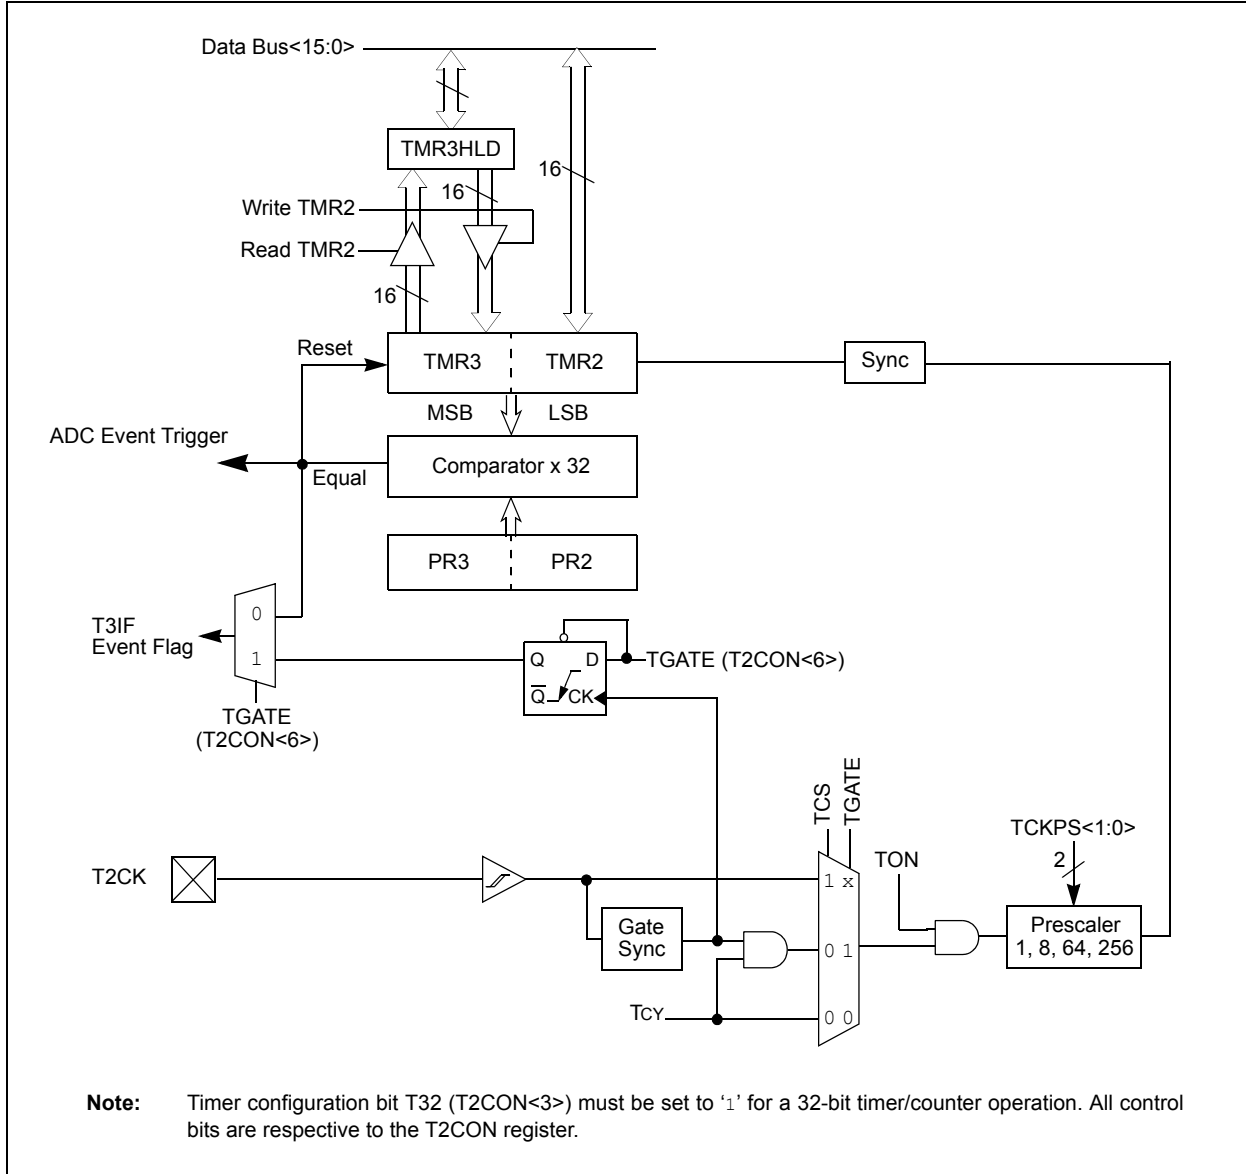 Data Bus<15:0>
TMR3HLD
16
16
Write TMR2
Read TMR2
16
Reset
TMR3
TMR2
Sync
MSB
LSB
ADC Event Trigger
Equal
Comparator x 32
PR3
PR2
0
1
T3IF
Event Flag
TGATE
(T2CON<6>)
Q
D
Q
CK
TGATE (T2CON<6>)
TCS
TGATE
TCKPS<1:0>
2
TON
T2CK
1 x
Gate
Sync
0 1
Prescaler
1, 8, 64, 256
TCY
0 0
Note: Timer configuration bit T32 (T2CON<3>) must be set to ‘1’ for a 32-bit timer/counter operation. All control
bits are respective to the T2CON register.